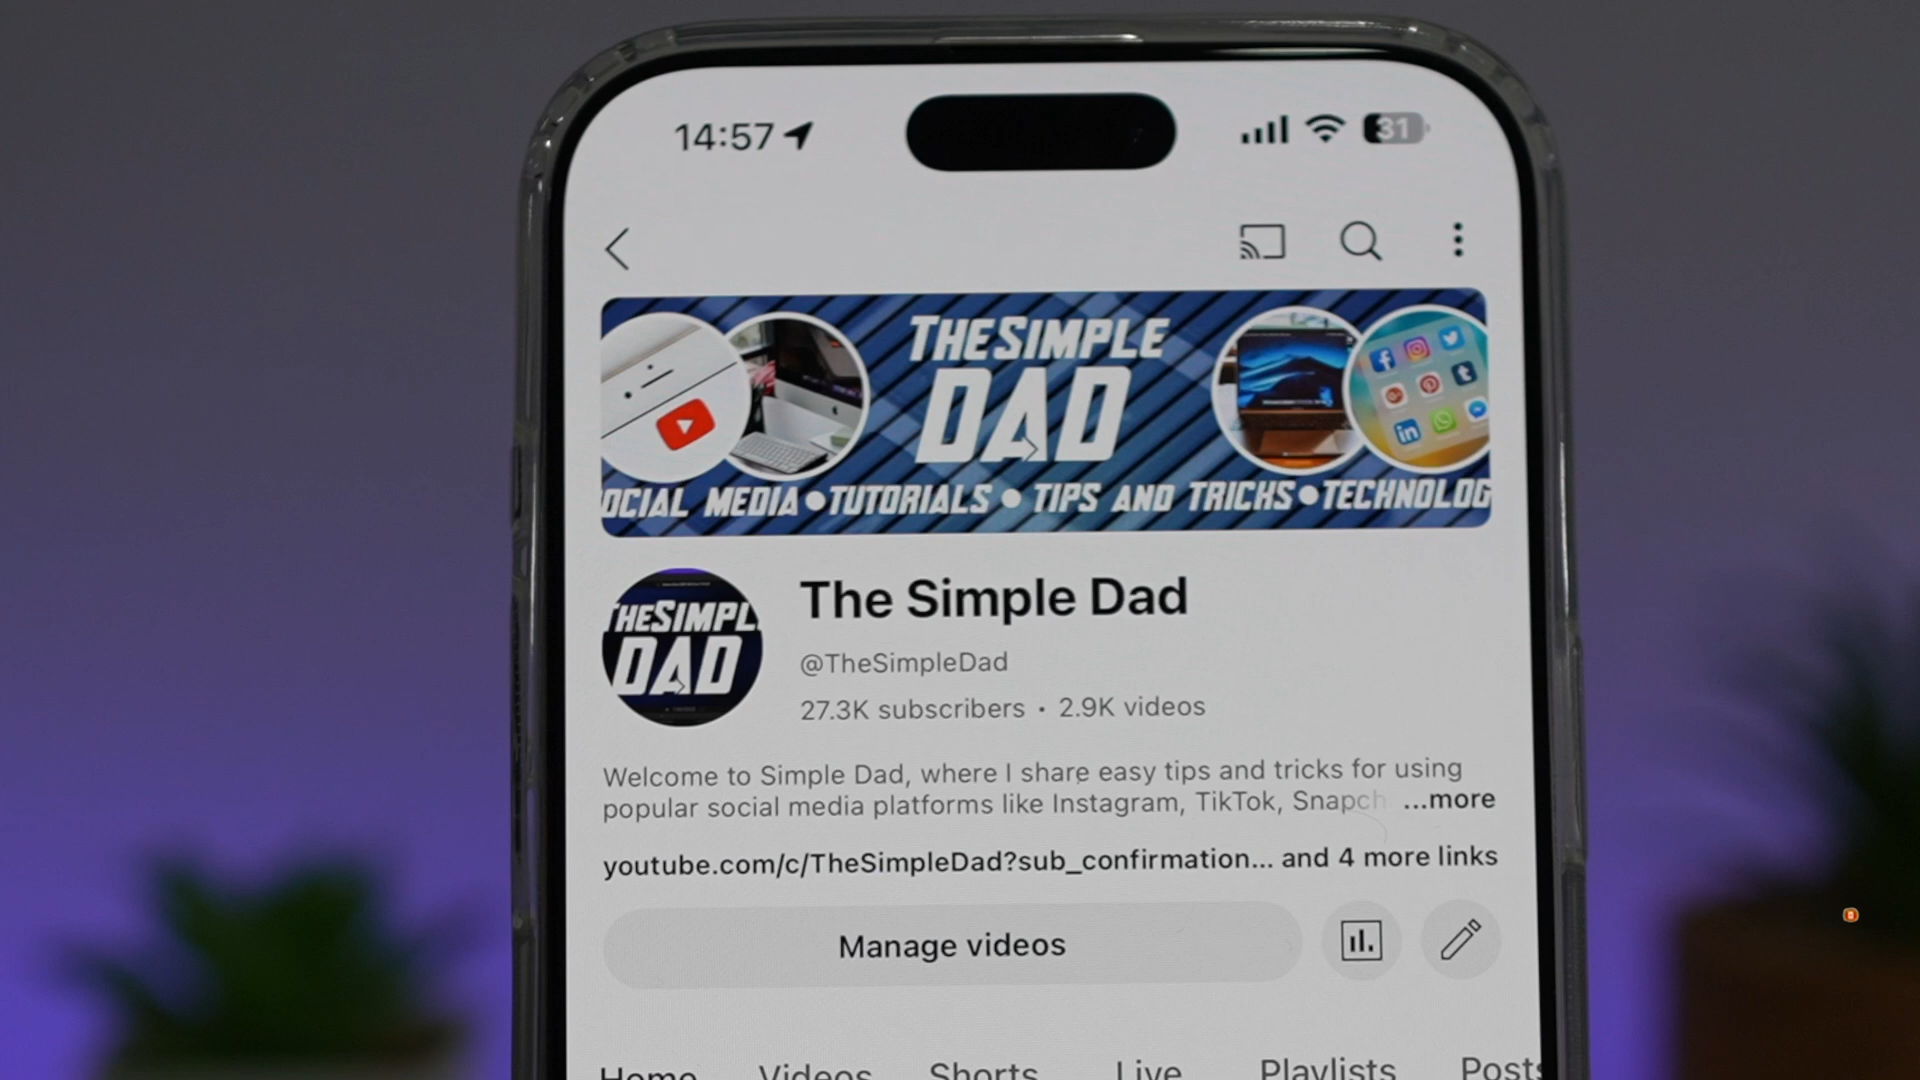 14:57
31
THESIMPLE
DAD
OCIAL MEDIA●TUTORIALS ● TIPS AND TRICKS●TECHNOLOG
THESIMPL
DAD
The Simple Dad
@TheSimpleDad
27.3K subscribers • 2.9K videos
Welcome to Simple Dad, where I share easy tips and tricks for using
popular social media platforms like Instagram, TikTok, Snapch ...more
youtube.com/c/TheSimpleDad?sub_confirmation... and 4 more links
Manage videos
Home Videos Shorts Live Playlists Posts